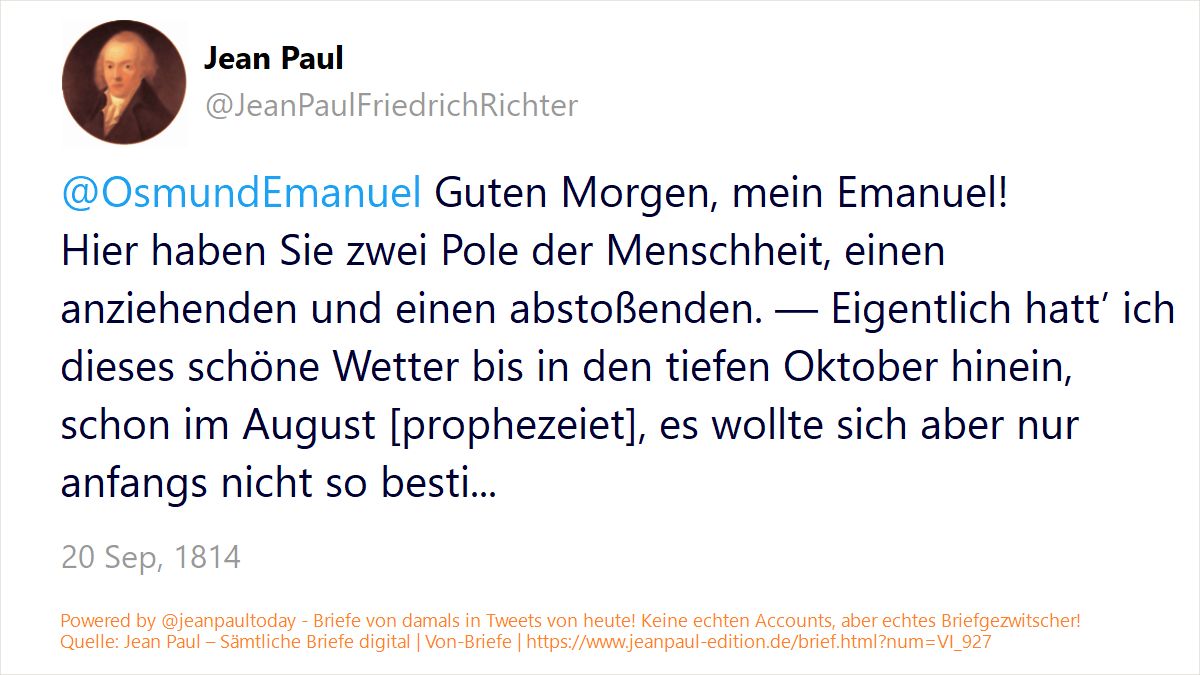 Jean Paul
@JeanPaulFriedrichRichter
@OsmundEmanuel Guten Morgen, mein Emanuel!
Hier haben Sie zwei Pole der Menschheit, einen
anziehenden und einen abstoßenden. — Eigentlich hatt’ ich
dieses schöne Wetter bis in den tiefen Oktober hinein,
schon im August [prophezeiet], es wollte sich aber nur
anfangs nicht so besti...
20 Sep, 1814
Powered by @jeanpaultoday - Briefe von damals in Tweets von heute! Keine echten Accounts, aber echtes Briefgezwitscher!
Quelle: Jean Paul – Sämtliche Briefe digital | Von-Briefe | https://www.jeanpaul-edition.de/brief.html?num=VI_927